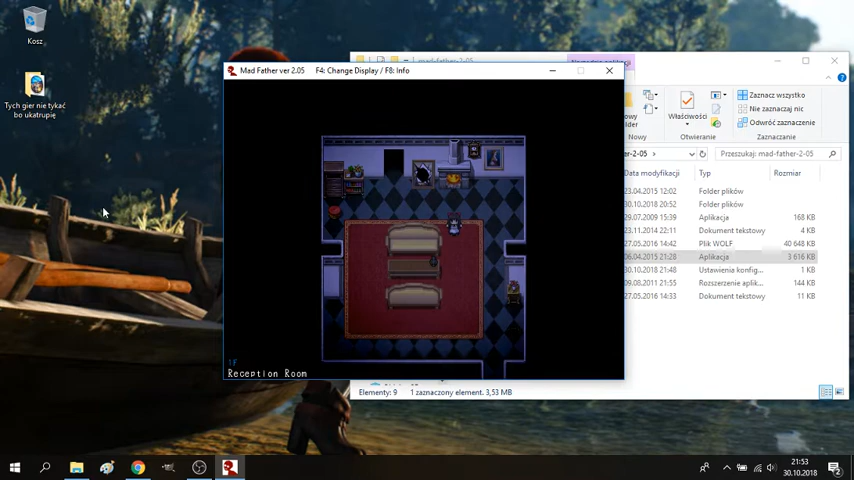 Kosz
Tych gier nie tykać
bo ukatrupię
Mad Father ver 2.05 F4: Change Display / F8: Info
1F
Reception Room
mad-father-2-05
Zaznacz wszystko
Nie zaznaczaj nic
Odwróć zaznaczenie
Właściwości
Nowy
Otwieranie
Zaznaczanie
er-2-05
Przeszukaj: mad-father-2-05
Data modyfikacji Typ Rozmiar
23.04.2015 12:02 Folder plików
30.10.2018 20:52 Folder plików
29.07.2009 15:39 Aplikacja 168 KB
23.11.2014 22:11 Dokument tekstowy 4 KB
27.05.2016 14:42 Plik WOLF 40 648 KB
06.04.2015 21:28 Aplikacja 3 616 KB
30.10.2018 21:48 Ustawienia konfig... 1 KB
09.08.2011 21:55 Rozszerzenie aplik... 144 KB
27.05.2016 14:33 Dokument tekstowy 11 KB
Elementy: 9 1 zaznaczony element. 3,53 MB
21:53
30.10.2018
2